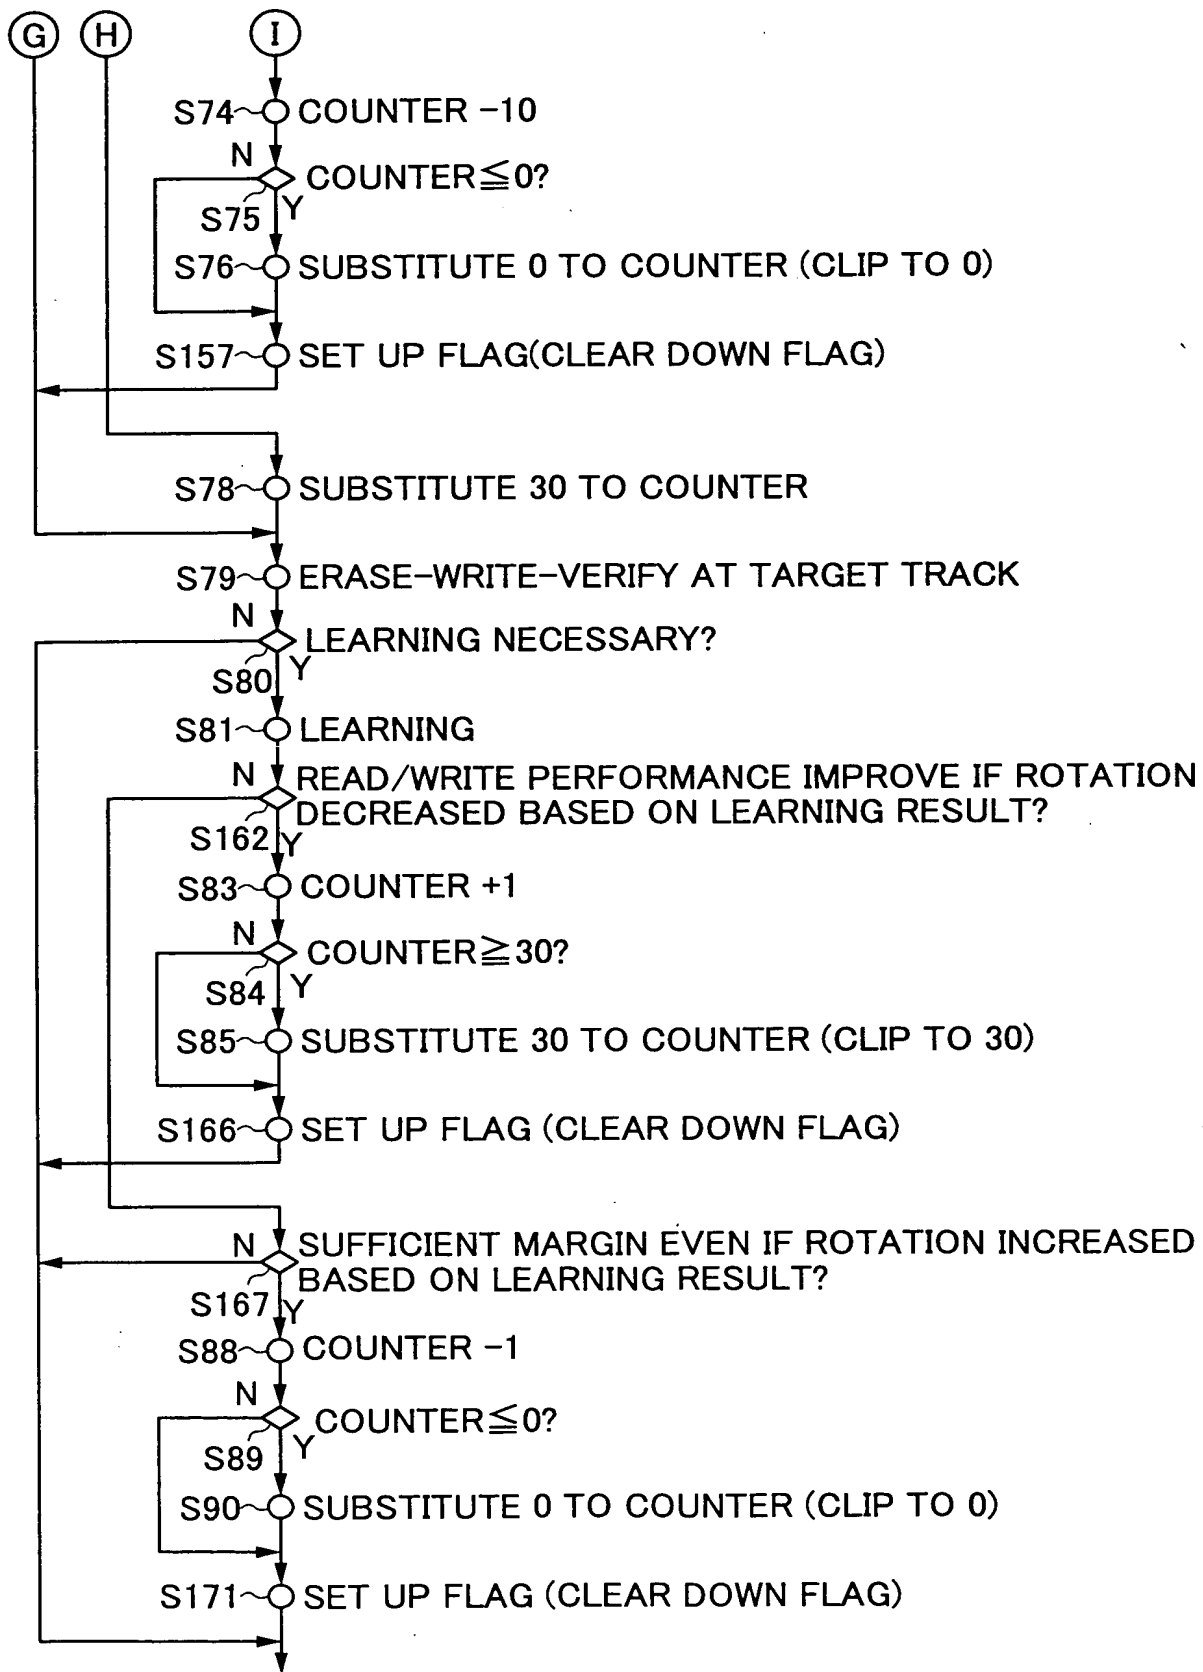 G H I
S74 COUNTER −10
N
COUNTER≦0?
S75 Y
S76 SUBSTITUTE 0 TO COUNTER (CLIP TO 0)
S157 SET UP FLAG(CLEAR DOWN FLAG)
S78 SUBSTITUTE 30 TO COUNTER
S79 ERASE-WRITE-VERIFY AT TARGET TRACK
N
LEARNING NECESSARY?
S80 Y
S81 LEARNING
N READ/WRITE PERFORMANCE IMPROVE IF ROTATION
DECREASED BASED ON LEARNING RESULT?
S162 Y
S83 COUNTER +1
N
COUNTER≧30?
S84 Y
S85 SUBSTITUTE 30 TO COUNTER (CLIP TO 30)
S166 SET UP FLAG (CLEAR DOWN FLAG)
N SUFFICIENT MARGIN EVEN IF ROTATION INCREASED
BASED ON LEARNING RESULT?
S167 Y
S88 COUNTER −1
N
COUNTER≦0?
S89 Y
S90 SUBSTITUTE 0 TO COUNTER (CLIP TO 0)
S171 SET UP FLAG (CLEAR DOWN FLAG)